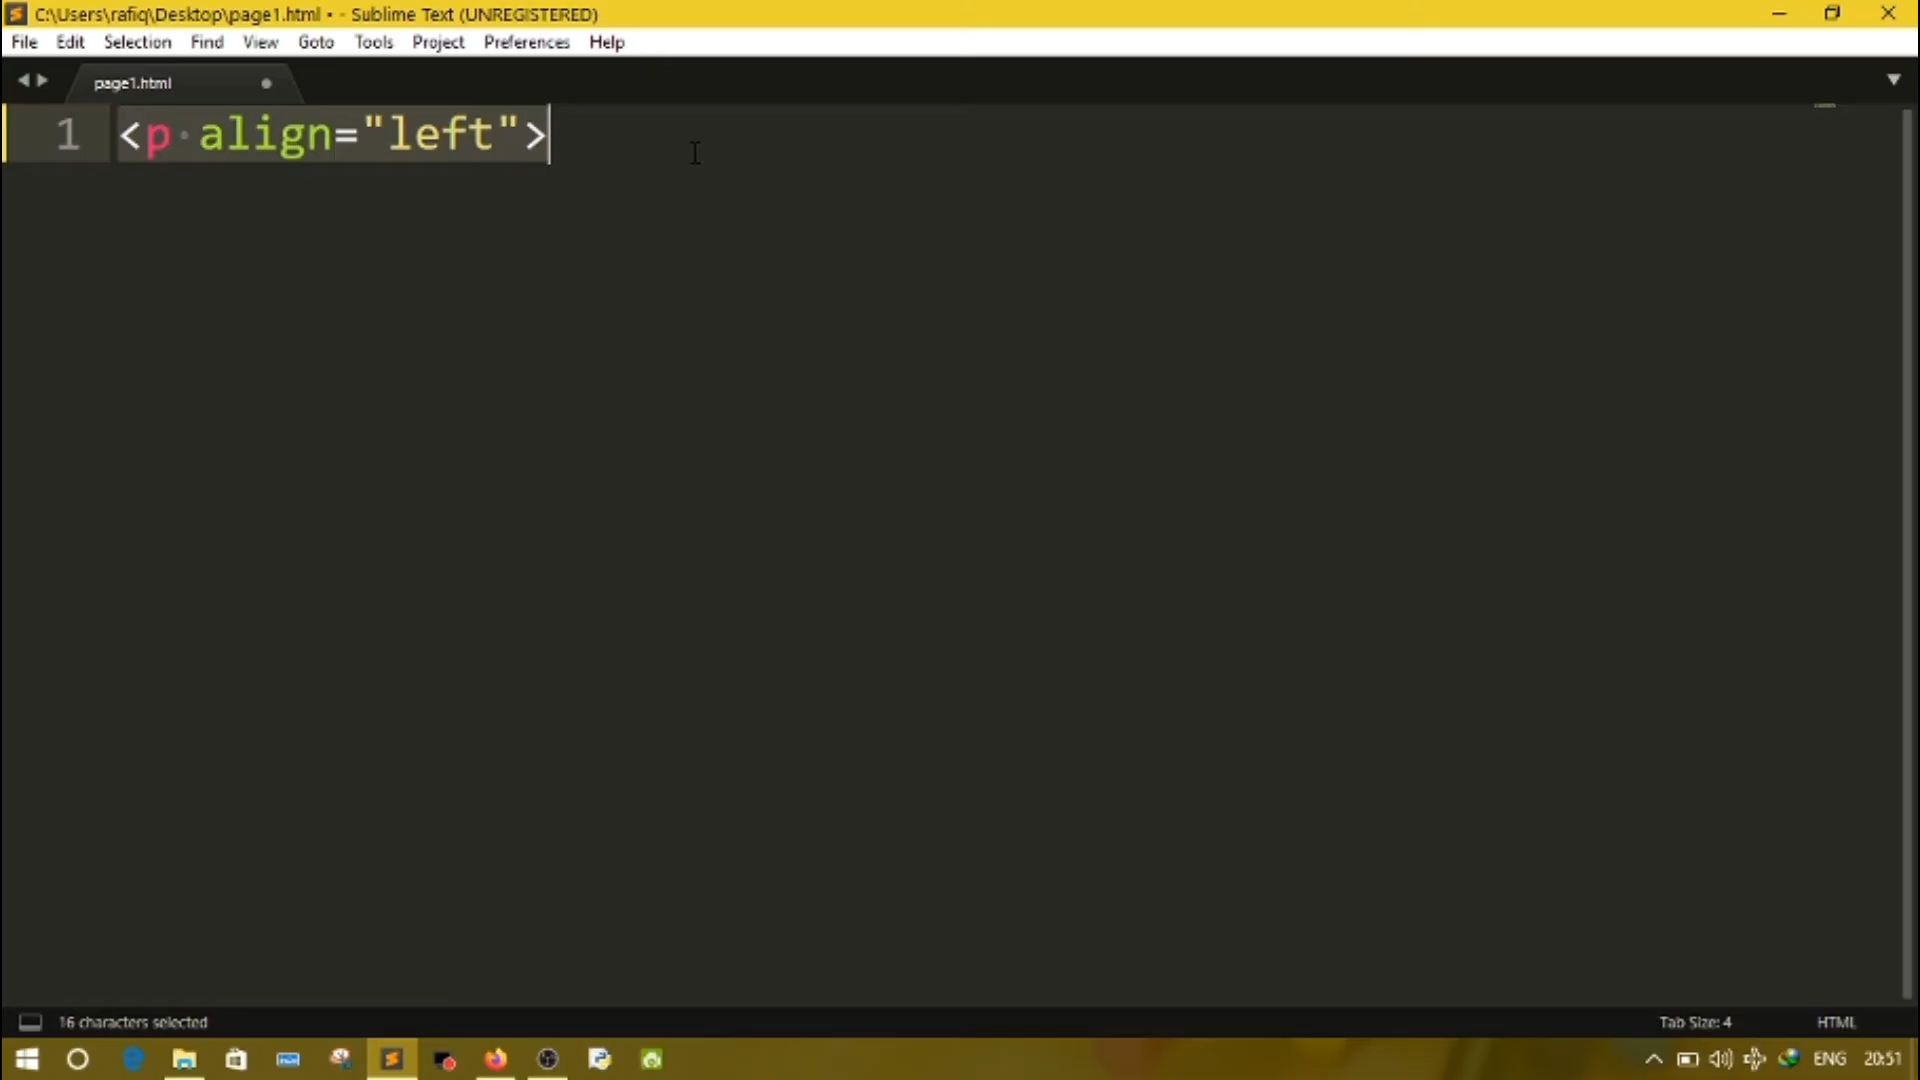 C:\Users\rafiq\Desktop\page1.html • - Sublime Text (UNREGISTERED)
File Edit Selection Find View Goto Tools Project Preferences Help
page1.html
1 <p align="left">
16 characters selected Tab Size: 4 HTML
ENG 20:51